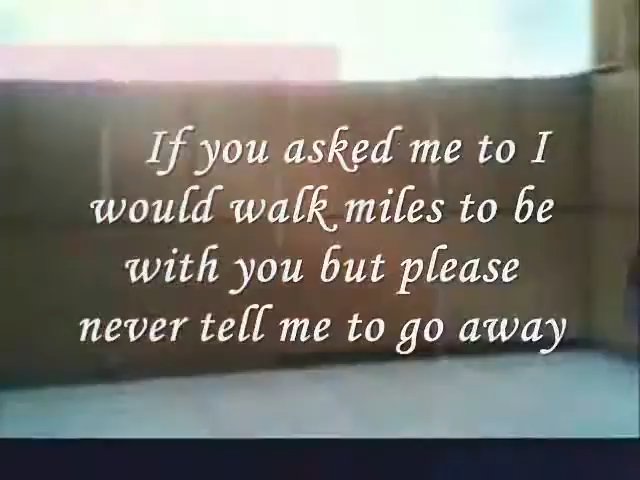 If you asked me to I
would walk miles to be
with you but please
never tell me to go away